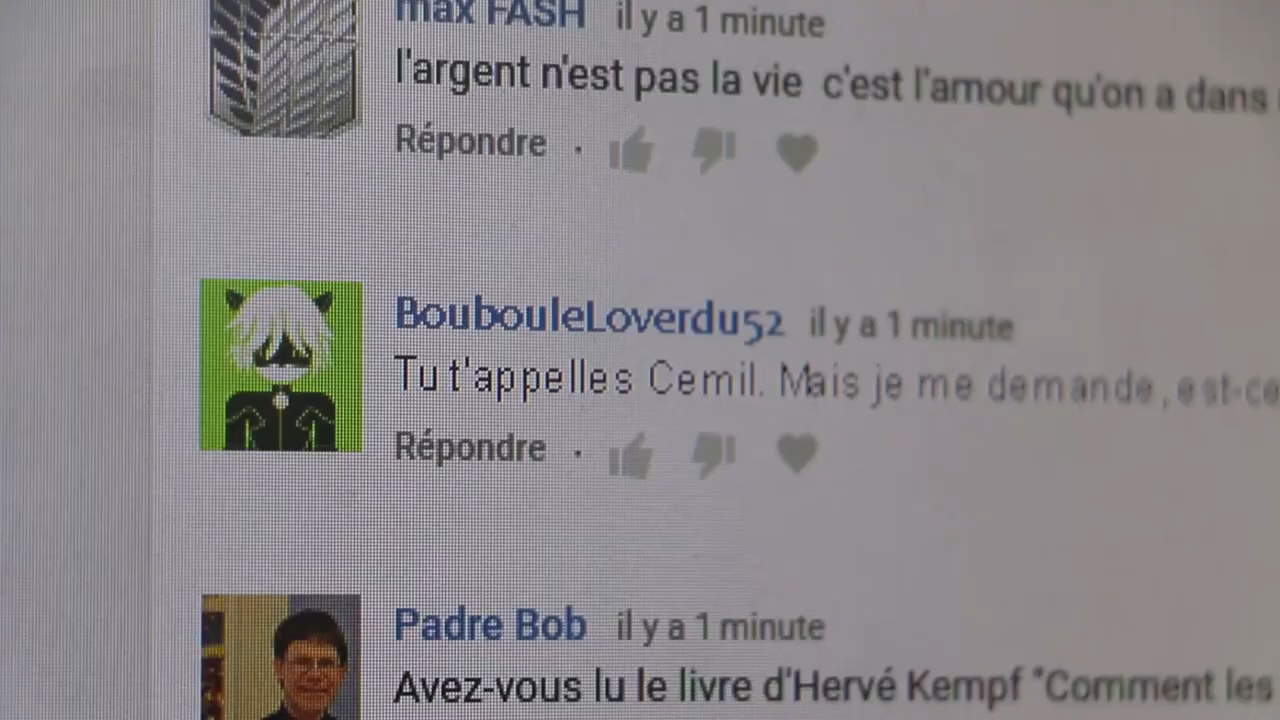 max FASH il y a 1 minute
l'argent n'est pas la vie c'est l'amour qu'on a dans
Répondre ·
BoubouleLoverdu52 il y a 1 minute
Tu t'appelles Cemil. Mais je me demande, est-ce
Répondre ·
Padre Bob il y a 1 minute
Avez-vous lu le livre d'Hervé Kempf "Comment les